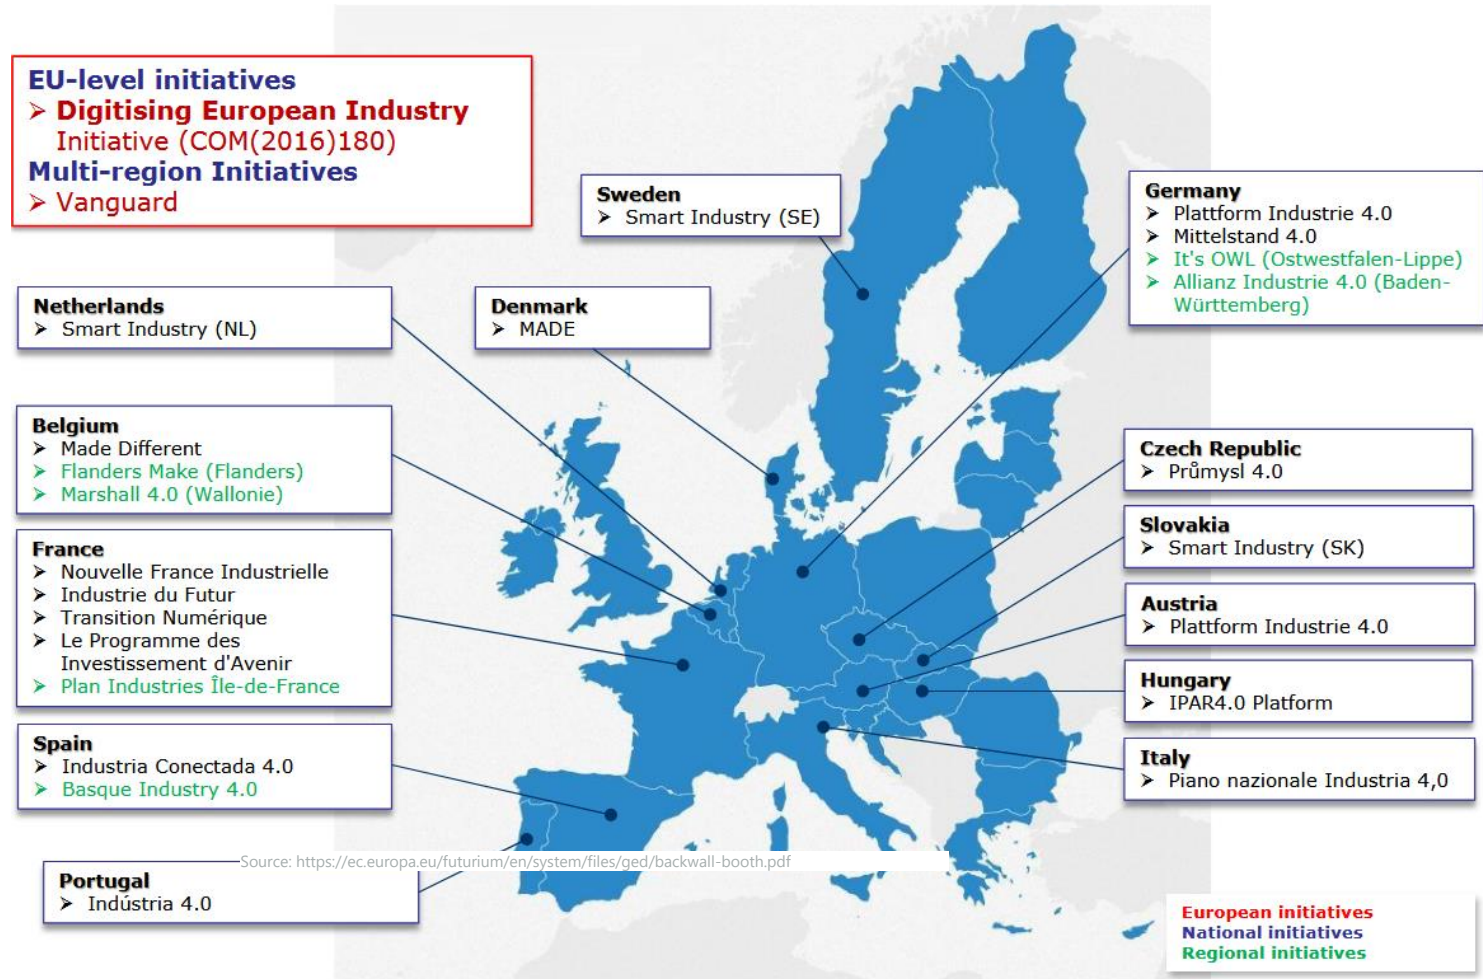 EU-level initiatives
➢ Digitising European Industry
Initiative (COM(2016)180)
Multi-region Initiatives
➢ Vanguard
Sweden
➢ Smart Industry (SE)
Germany
➢ Plattform Industrie 4.0
➢ Mittelstand 4.0
➢ It's OWL (Ostwestfalen-Lippe)
➢ Allianz Industrie 4.0 (Baden-
Württemberg)
Netherlands
➢ Smart Industry (NL)
Denmark
➢ MADE
Belgium
➢ Made Different
➢ Flanders Make (Flanders)
➢ Marshall 4.0 (Wallonie)
Czech Republic
➢ Průmysl 4.0
Slovakia
➢ Smart Industry (SK)
France
➢ Nouvelle France Industrielle
➢ Industrie du Futur
➢ Transition Numérique
➢ Le Programme des
Investissement d'Avenir
➢ Plan Industries Île-de-France
Austria
➢ Plattform Industrie 4.0
Hungary
➢ IPAR4.0 Platform
Spain
➢ Industria Conectada 4.0
➢ Basque Industry 4.0
Italy
➢ Piano nazionale Industria 4,0
Source: https://ec.europa.eu/futurium/en/system/files/ged/backwall-booth.pdf
Portugal
➢ Indústria 4.0
European initiatives
National initiatives
Regional initiatives